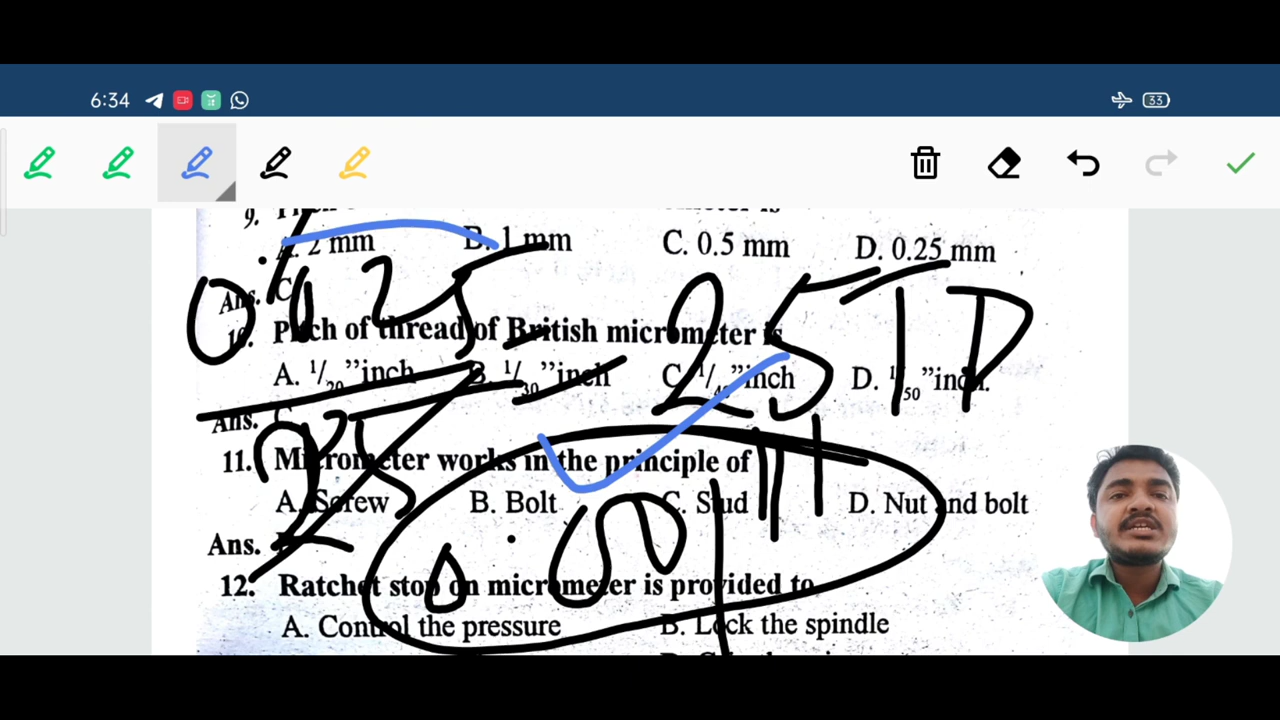 6:34
33
9.
A. 2 mm B. 1 mm C. 0.5 mm D. 0.25 mm
Ans. C
0.025
10. Pitch of thread of British micrometer is
A. ¹/₂₀ ”inch B. ¹/₃₀ ”inch C. ¹/₄₀ ”inch D. ¹/₅₀ ”inch.
Ans. C
25
11. Micrometer works in the principle of
A. Screw B. Bolt C. Stud D. Nut and bolt
Ans.
0.001
12. Ratchet stop on micrometer is provided to
A. Control the pressure B. Lock the spindle